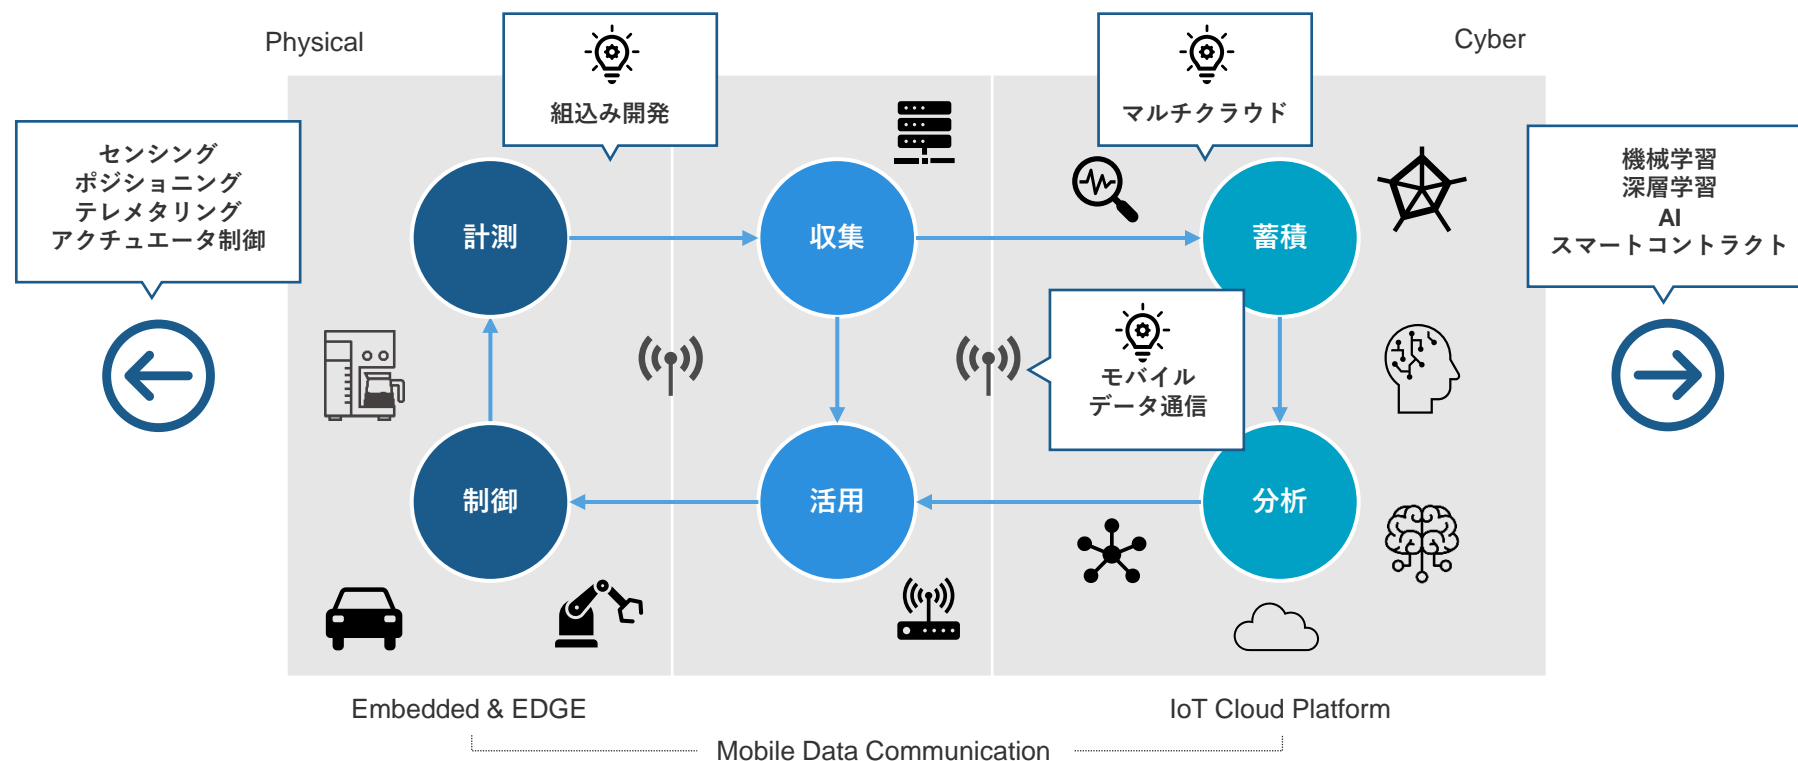 Physical
Cyber
組込み開発
マルチクラウド
センシング
ポジショニング
テレメタリング
アクチュエータ制御
機械学習
深層学習
AI
スマートコントラクト
計測
収集
蓄積
モバイル
データ通信
制御
活用
分析
Embedded & EDGE
IoT Cloud Platform
Mobile Data Communication